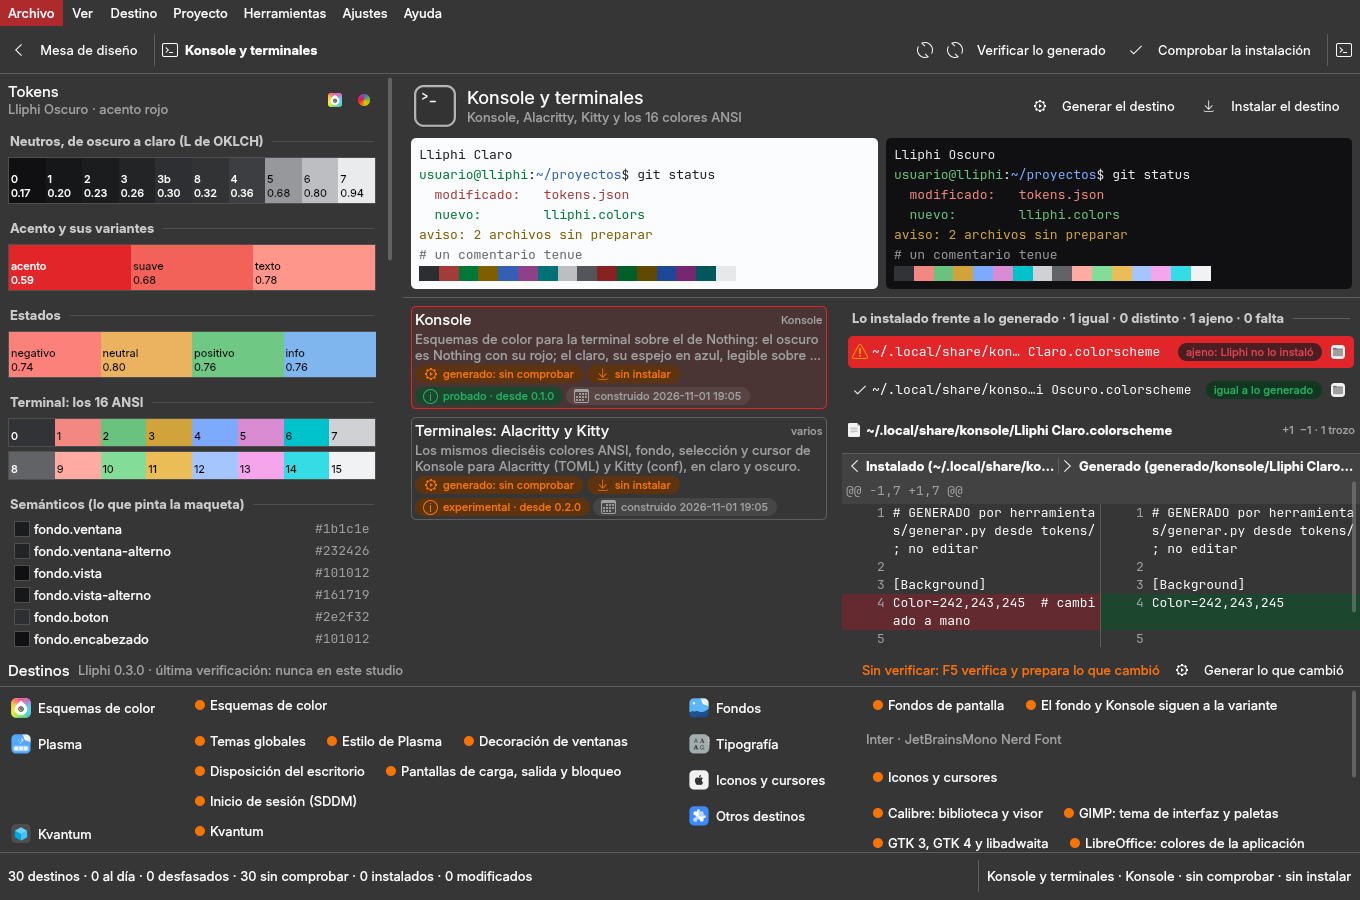 Archivo Ver Destino Proyecto Herramientas Ajustes Ayuda
Mesa de diseño Konsole y terminales Verificar lo generado Comprobar la instalación
Tokens
Lliphi Oscuro · acento rojo
Neutros, de oscuro a claro (L de OKLCH)
0 1 2 3 3b 8 4 5 6 7
0.17 0.20 0.23 0.26 0.30 0.32 0.36 0.68 0.80 0.94
Acento y sus variantes
acento suave texto
0.59 0.68 0.78
Estados
negativo neutral positivo info
0.74 0.80 0.76 0.76
Terminal: los 16 ANSI
0 1 2 3 4 5 6 7
8 9 10 11 12 13 14 15
Semánticos (lo que pinta la maqueta)
fondo.ventana #1b1c1e
fondo.ventana-alterno #232426
fondo.vista #101012
fondo.vista-alterno #161719
fondo.boton #2e2f32
fondo.encabezado #101012
Konsole y terminales
Konsole, Alacritty, Kitty y los 16 colores ANSI
Generar el destino Instalar el destino
Lliphi Claro
usuario@lliphi:~/proyectos$ git status
modificado: tokens.json
nuevo: lliphi.colors
aviso: 2 archivos sin preparar
# un comentario tenue
Lliphi Oscuro
usuario@lliphi:~/proyectos$ git status
modificado: tokens.json
nuevo: lliphi.colors
aviso: 2 archivos sin preparar
# un comentario tenue
Konsole Konsole
Esquemas de color para la terminal sobre el de Nothing: el oscuro
es Nothing con su rojo; el claro, su espejo en azul, legible sobre ...
generado: sin comprobar sin instalar
probado · desde 0.1.0 construido 2026-11-01 19:05
Terminales: Alacritty y Kitty varios
Los mismos dieciséis colores ANSI, fondo, selección y cursor de
Konsole para Alacritty (TOML) y Kitty (conf), en claro y oscuro.
generado: sin comprobar sin instalar
experimental · desde 0.2.0 construido 2026-11-01 19:05
Lo instalado frente a lo generado · 1 igual · 0 distinto · 1 ajeno · 0 falta
~/.local/share/kon… Claro.colorscheme ajeno: Lliphi no lo instaló
~/.local/share/konso…i Oscuro.colorscheme igual a lo generado
~/.local/share/konsole/Lliphi Claro.colorscheme +1 −1 · 1 trozo
Instalado (~/.local/share/ko... Generado (generado/konsole/Lliphi Claro...
@@ -1,7 +1,7 @@
1 # GENERADO por herramienta 1 # GENERADO por herramienta
s/generar.py desde tokens/ s/generar.py desde tokens/
; no editar ; no editar
2 2
3 [Background] 3 [Background]
4 Color=242,243,245 # cambi 4 Color=242,243,245
ado a mano
5 5
Destinos Lliphi 0.3.0 · última verificación: nunca en este studio Sin verificar: F5 verifica y prepara lo que cambió Generar lo que cambió
Esquemas de color Esquemas de color
Plasma Temas globales Estilo de Plasma Decoración de ventanas
Disposición del escritorio Pantallas de carga, salida y bloqueo
Inicio de sesión (SDDM)
Kvantum Kvantum
Fondos Fondos de pantalla El fondo y Konsole siguen a la variante
Tipografía Inter · JetBrainsMono Nerd Font
Iconos y cursores Iconos y cursores
Otros destinos Calibre: biblioteca y visor GIMP: tema de interfaz y paletas
GTK 3, GTK 4 y libadwaita LibreOffice: colores de la aplicación
30 destinos · 0 al día · 0 desfasados · 30 sin comprobar · 0 instalados · 0 modificados Konsole y terminales · Konsole · sin comprobar · sin instalar